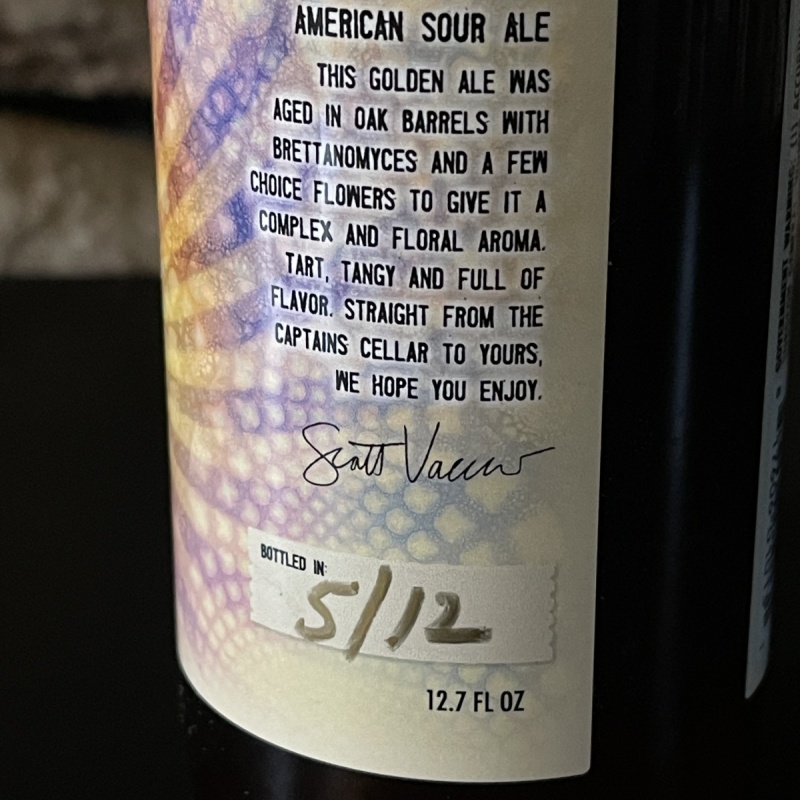 AMERICAN SOUR ALE
THIS GOLDEN ALE WAS
AGED IN OAK BARRELS WITH
BRETTANOMYCES AND A FEW
CHOICE FLOWERS TO GIVE IT A
COMPLEX AND FLORAL AROMA.
TART, TANGY AND FULL OF
FLAVOR. STRAIGHT FROM THE
CAPTAINS CELLAR TO YOURS,
WE HOPE YOU ENJOY.
Scott Vaccaro
BOTTLED IN:
5/12
12.7 FL OZ